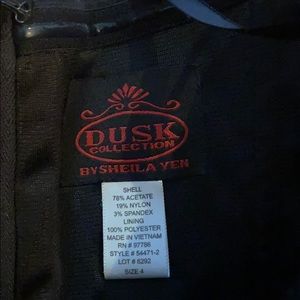 DUSK
COLLECTION
BY SHEILA YEN
SHELL
78% ACETATE
19% NYLON
3% SPANDEX
LINING
100% POLYESTER
MADE IN VIETNAM
RN # 97786
STYLE # 54471-2
LOT # 6292
SIZE 4